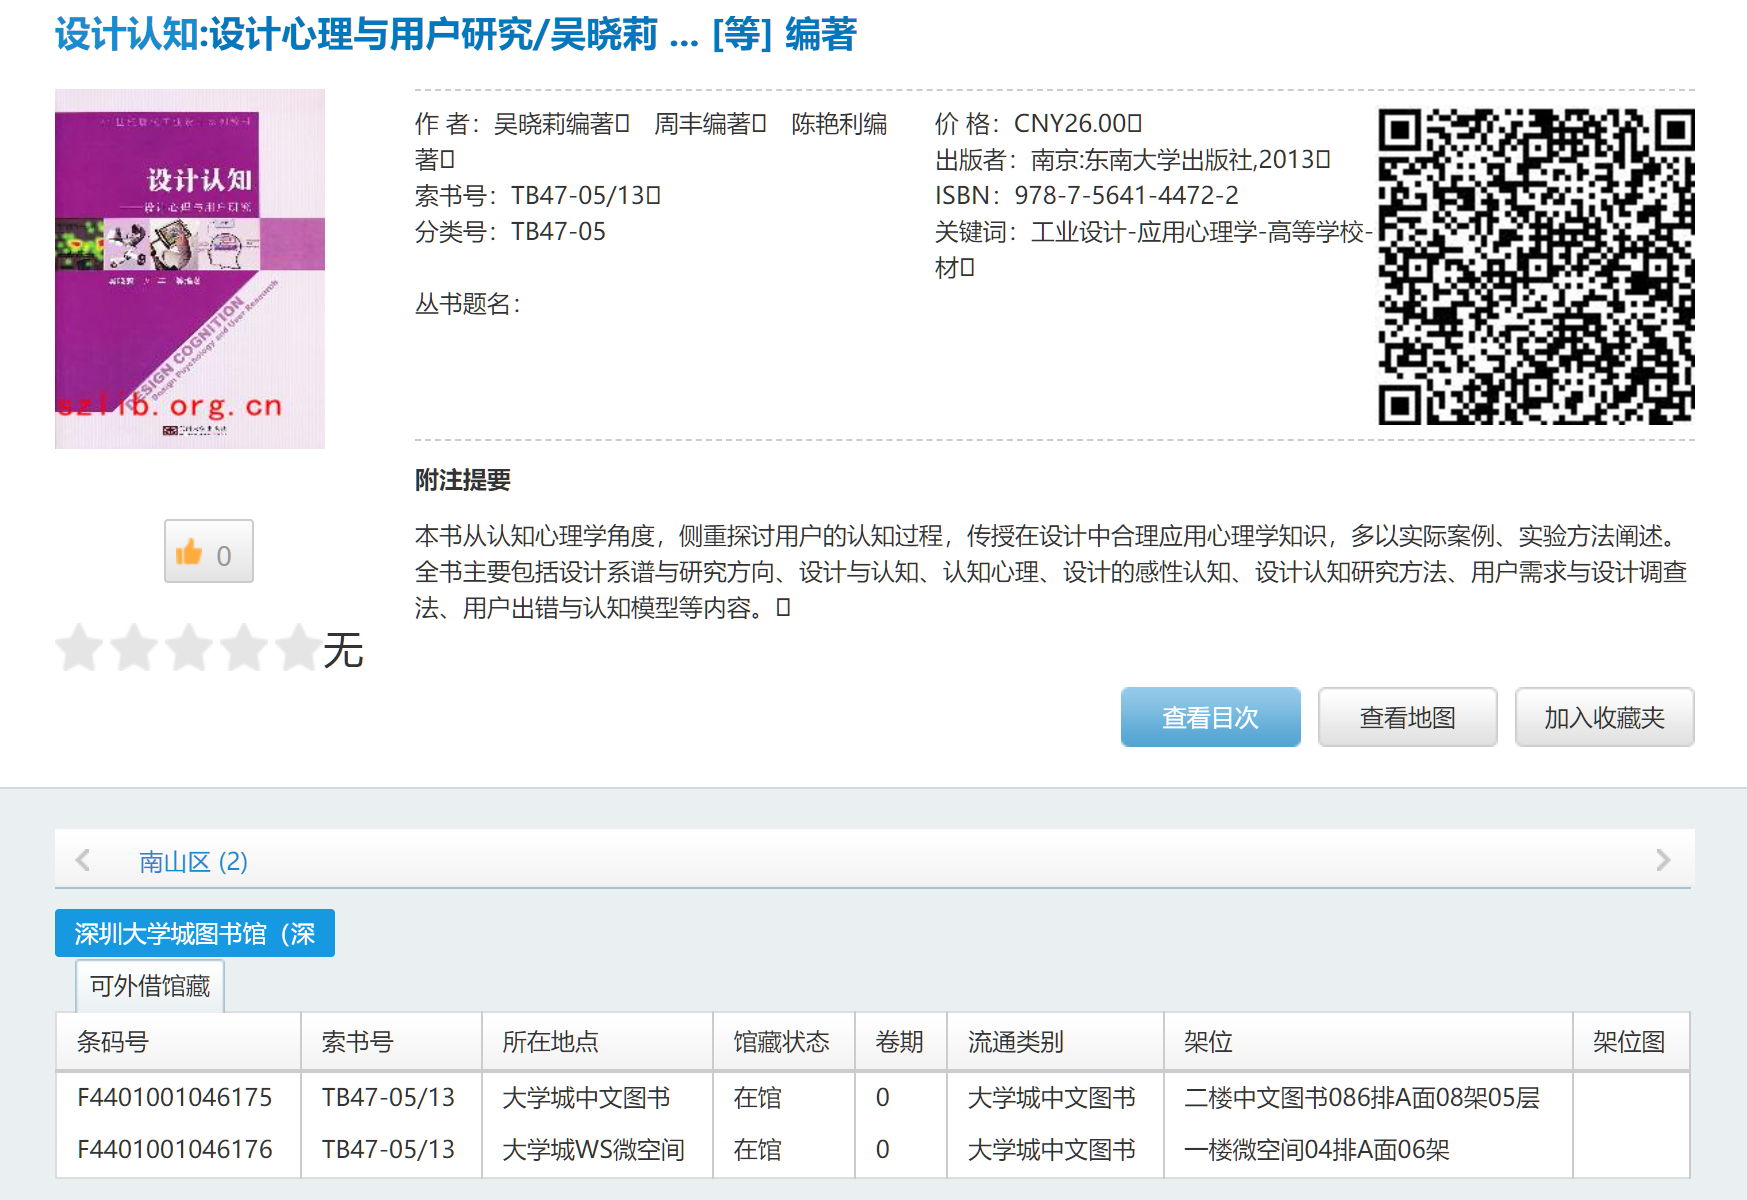 设计认知:设计心理与用户研究/吴晓莉 ... [等] 编著
设计认知
——设计心理与用户研究
DESIGN COGNITION
Design Psychology and User Research
szlib.org.cn
作 者：吴晓莉编著 周丰编著 陈艳利编
著
索书号：TB47-05/13
分类号：TB47-05
丛书题名：
价 格：CNY26.00
出版者：南京:东南大学出版社,2013
ISBN：978-7-5641-4472-2
关键词：工业设计-应用心理学-高等学校-
材
附注提要
本书从认知心理学角度，侧重探讨用户的认知过程，传授在设计中合理应用心理学知识，多以实际案例、实验方法阐述。
全书主要包括设计系谱与研究方向、设计与认知、认知心理、设计的感性认知、设计认知研究方法、用户需求与设计调查
法、用户出错与认知模型等内容。
0
无
查看目次 查看地图 加入收藏夹
南山区 (2)
深圳大学城图书馆（深
可外借馆藏
条码号 索书号 所在地点 馆藏状态 卷期 流通类别 架位 架位图
F4401001046175 TB47-05/13 大学城中文图书 在馆 0 大学城中文图书 二楼中文图书086排A面08架05层
F4401001046176 TB47-05/13 大学城WS微空间 在馆 0 大学城中文图书 一楼微空间04排A面06架